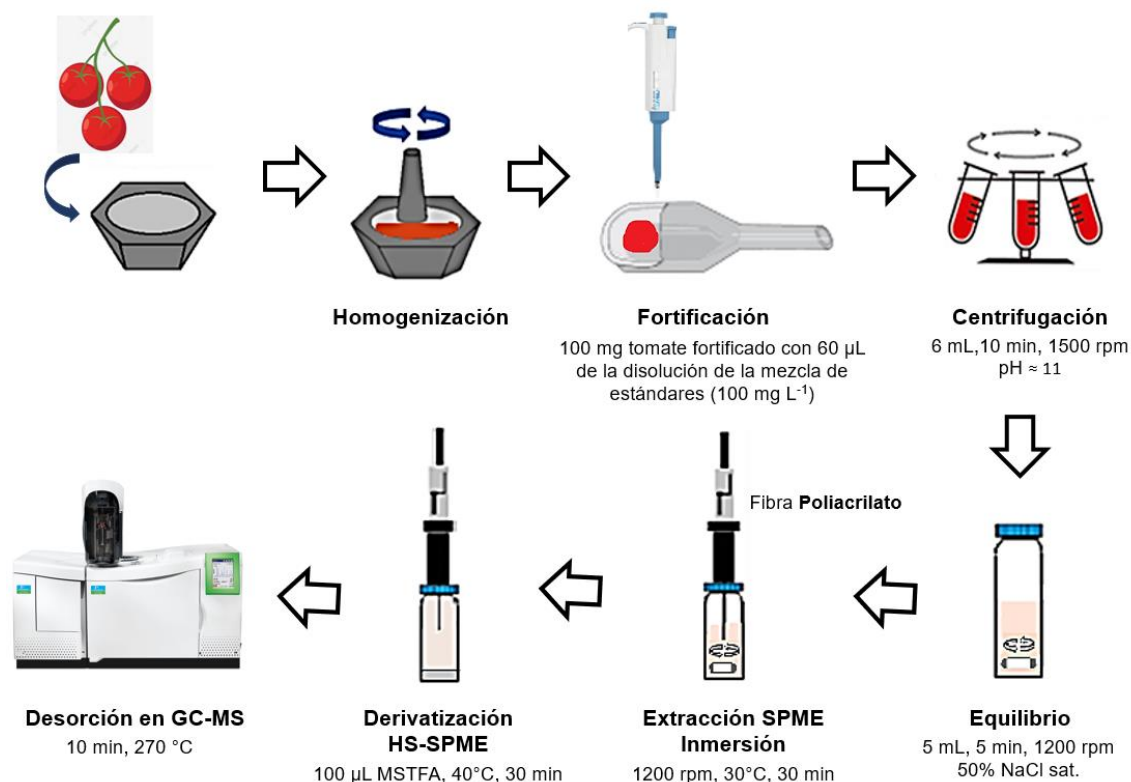 Homogenización
Fortificación
100 mg tomate fortificado con 60 µL
de la disolución de la mezcla de
estándares (100 mg L⁻¹)
Centrifugación
6 mL,10 min, 1500 rpm
pH ≈ 11
Fibra Poliacrilato
Desorción en GC-MS
10 min, 270 °C
Derivatización
HS-SPME
100 µL MSTFA, 40°C, 30 min
Extracción SPME
Inmersión
1200 rpm, 30°C, 30 min
Equilibrio
5 mL, 5 min, 1200 rpm
50% NaCl sat.